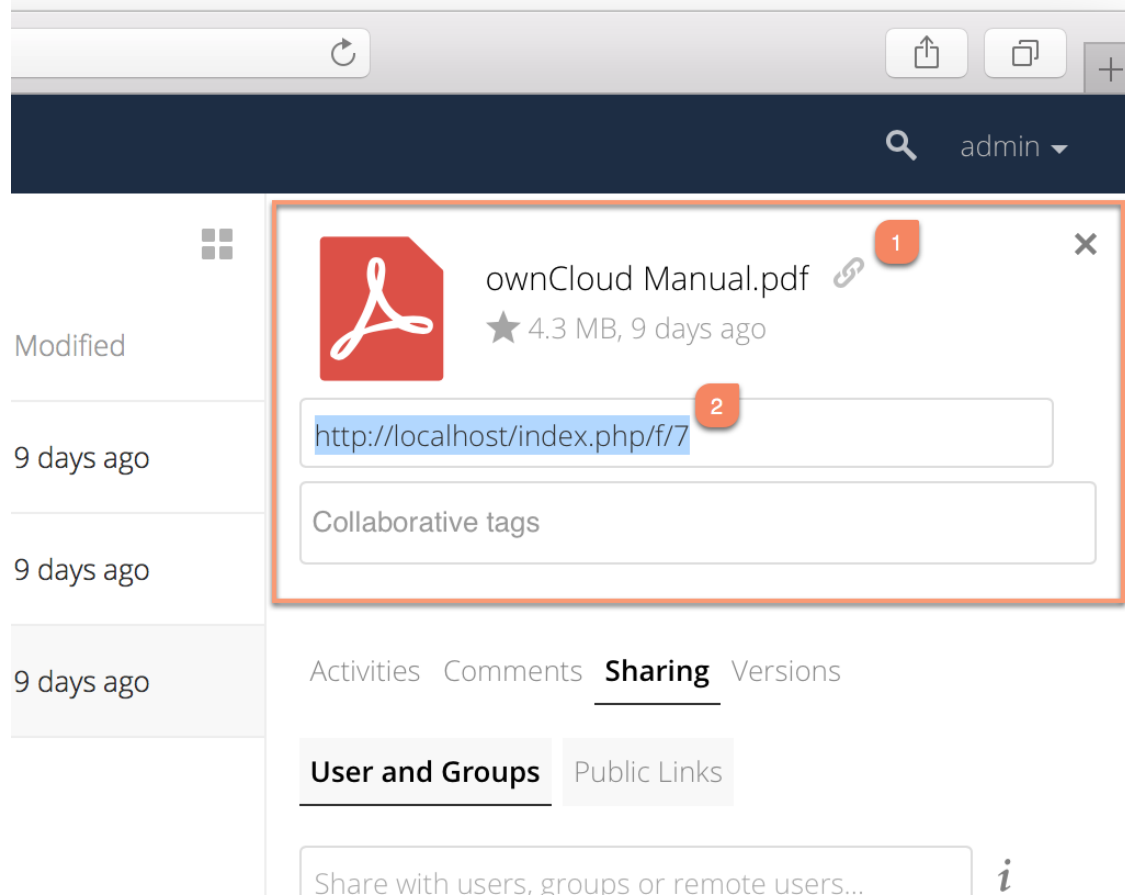 admin
1
ownCloud Manual.pdf
4.3 MB, 9 days ago
Modified
2
http://localhost/index.php/f/7
9 days ago
Collaborative tags
9 days ago
Activities Comments Sharing Versions
9 days ago
User and Groups Public Links
Share with users, groups or remote users...
i